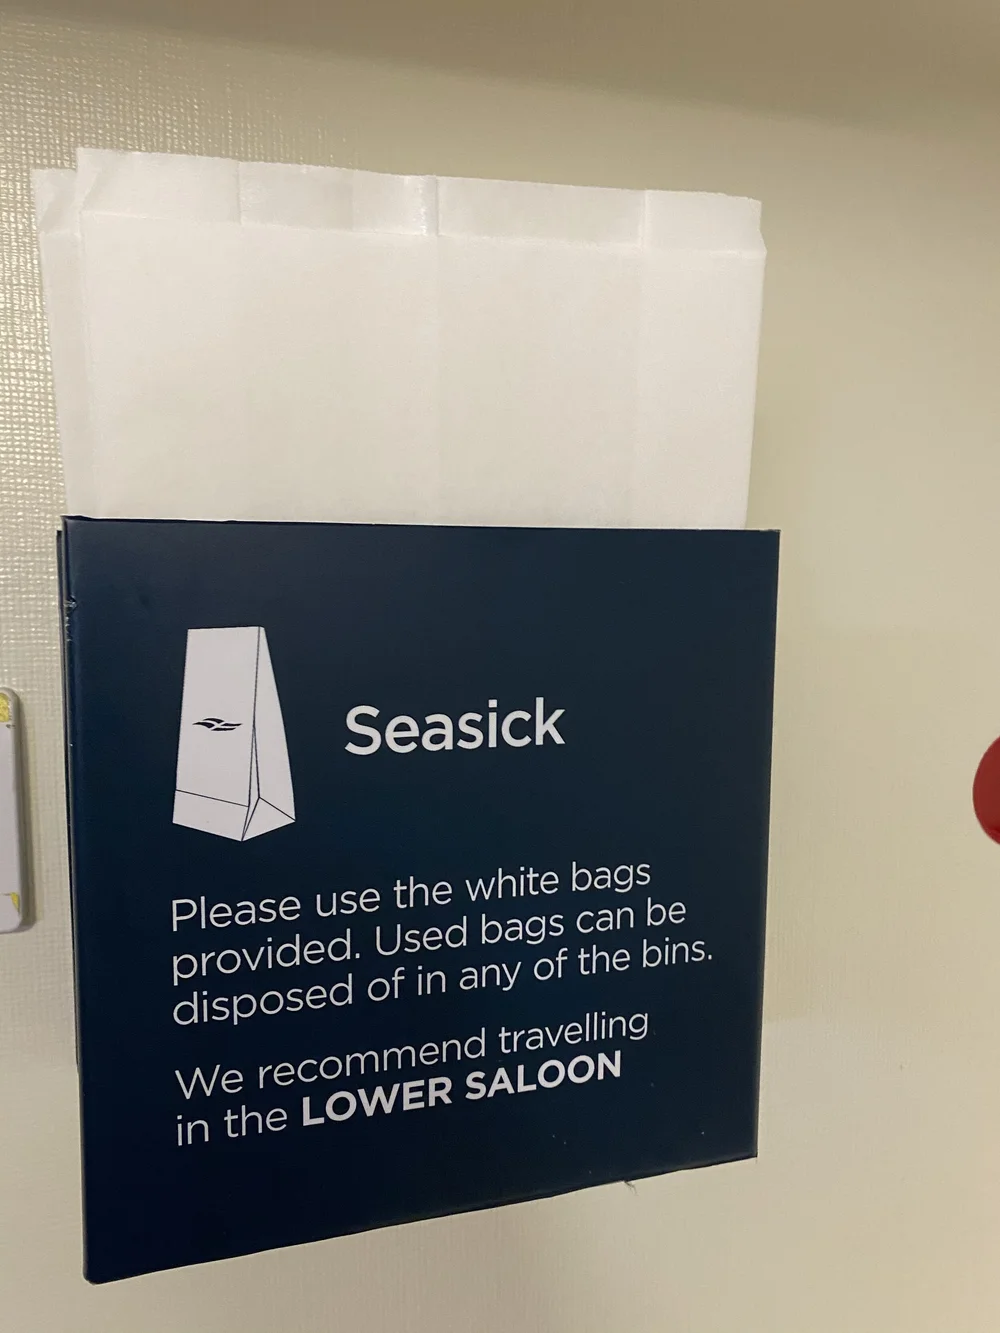 Seasick
Please use the white bags
provided. Used bags can be
disposed of in any of the bins.
We recommend travelling
in the LOWER SALOON